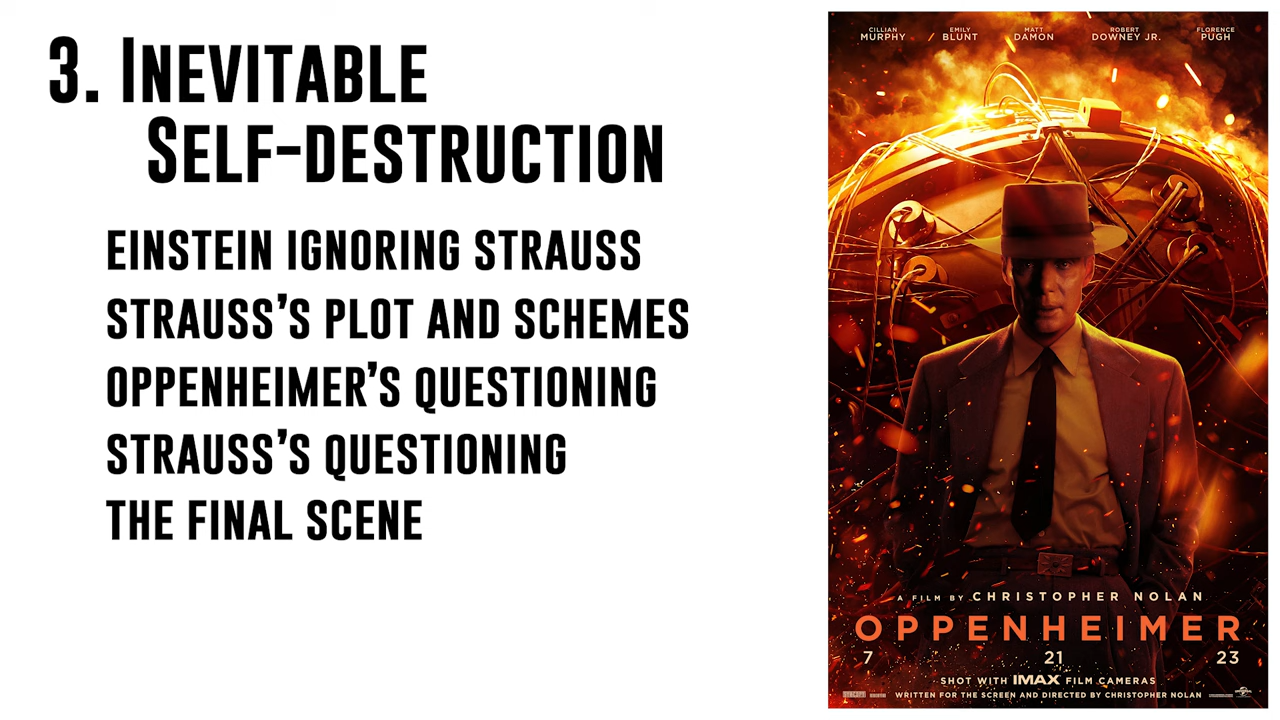 3. INEVITABLE
SELF-DESTRUCTION
EINSTEIN IGNORING STRAUSS
STRAUSS'S PLOT AND SCHEMES
OPPENHEIMER'S QUESTIONING
STRAUSS'S QUESTIONING
THE FINAL SCENE
CILLIAN MURPHY
EMILY BLUNT
MATT DAMON
ROBERT DOWNEY JR.
FLORENCE PUGH
A FILM BY CHRISTOPHER NOLAN
OPPENHEIMER
7 21 23
SHOT WITH IMAX FILM CAMERAS
WRITTEN FOR THE SCREEN AND DIRECTED BY CHRISTOPHER NOLAN